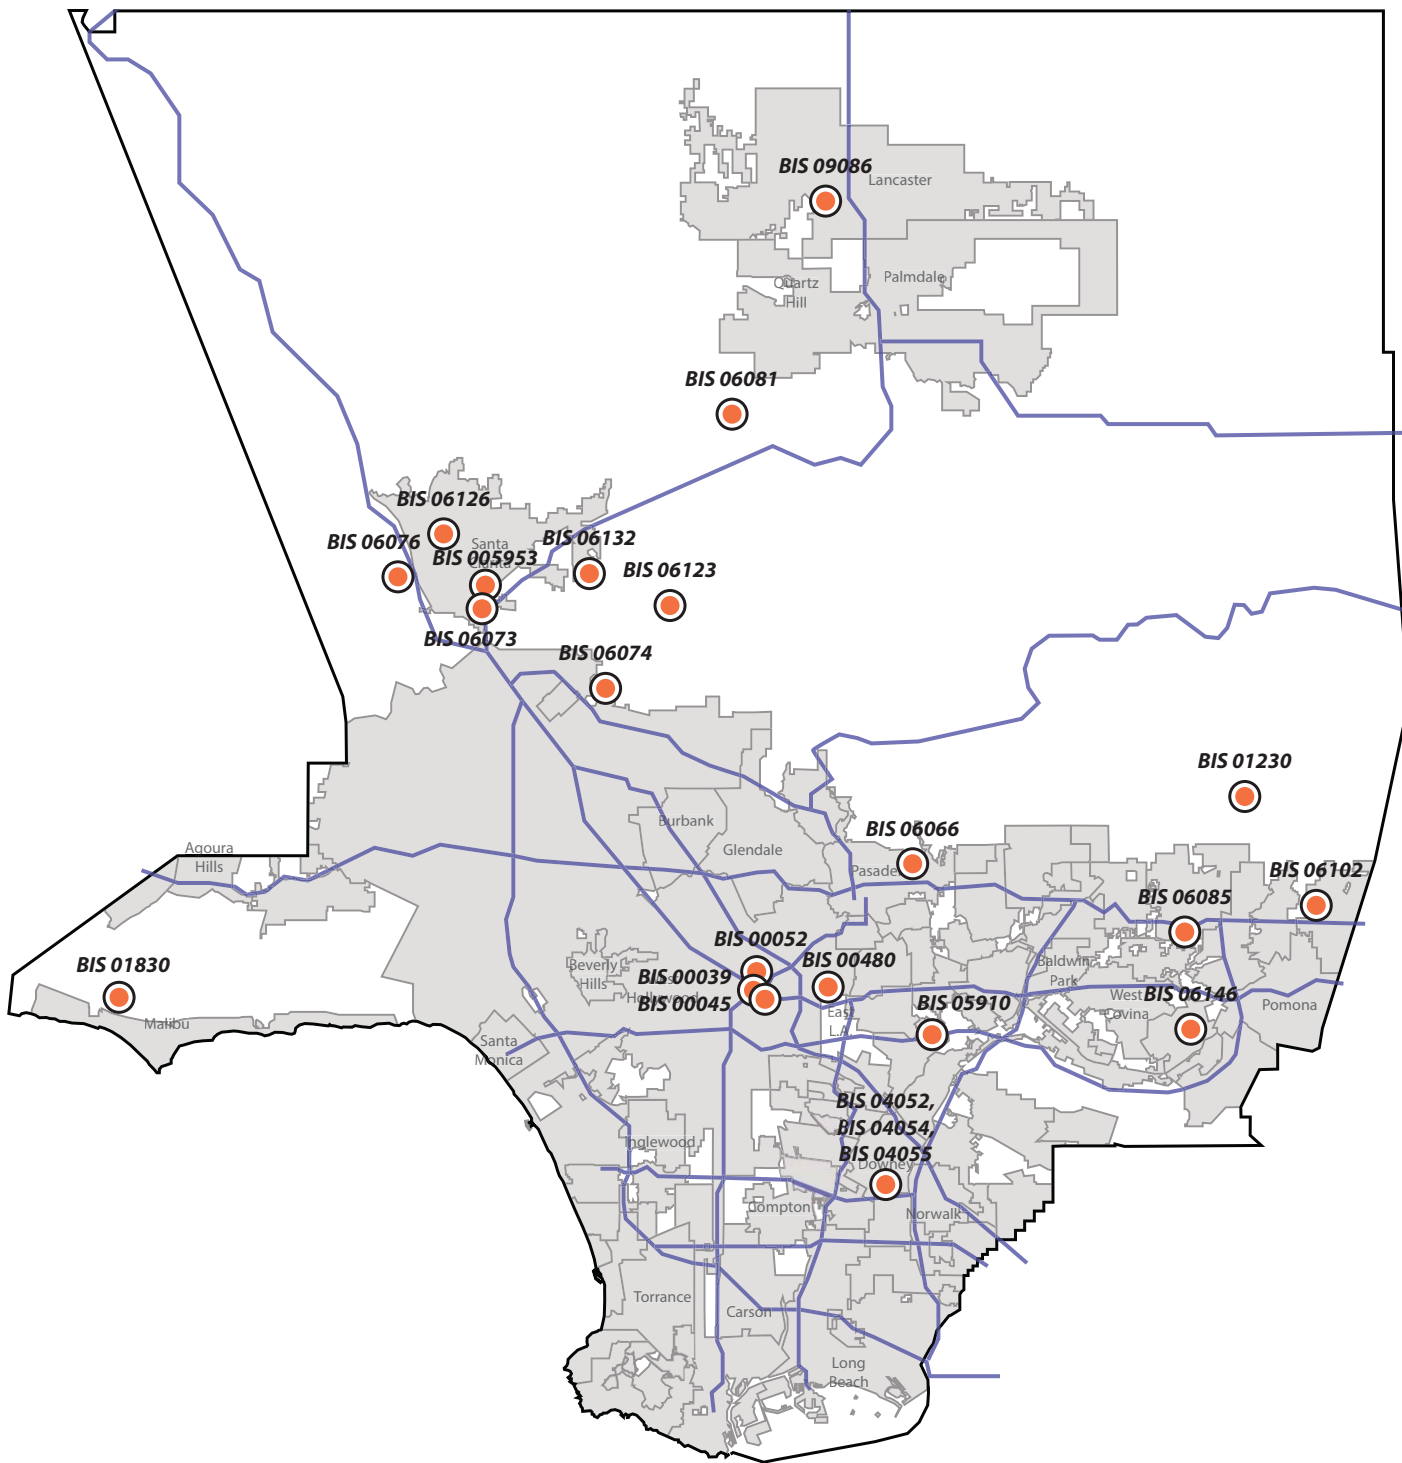 BIS 09086
Lancaster
Palmdale
Quartz
Hill
BIS 06081
BIS 06126
BIS 06076
Santa
BIS 06132
BIS 005953
BIS 06123
BIS 06073
BIS 06074
BIS 01230
Burbank
BIS 06066
Agoura
Hills
Glendale
BIS 06102
BIS 06085
BIS 00052
BIS 00480
Baldwin
Park
Beverly
Hills
BIS 00039
BIS 00045
BIS 01830
Malibu
East
L.A.
BIS 05910
West
Covina
BIS 06146
Pomona
Santa
Monica
BIS 04052,
BIS 04054,
BIS 04055
Downey
Inglewood
Compton
Norwalk
Torrance
Carson
Long
Beach